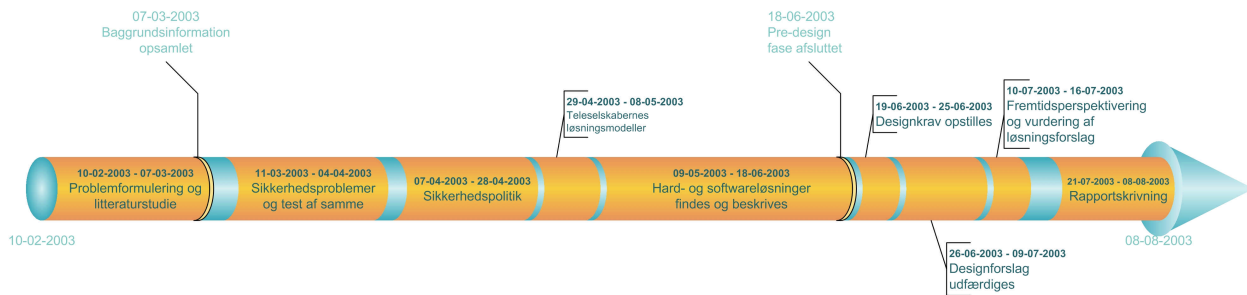 07-03-2003
Baggrundsinformation
opsamlet
18-06-2003
Pre-design
fase afsluttet
29-04-2003 - 08-05-2003
Teleselskabernes
løsningsmodeller
19-06-2003 - 25-06-2003
Designkrav opstilles
10-07-2003 - 16-07-2003
Fremtidsperspektivering
og vurdering af
løsningsforslag
10-02-2003 - 07-03-2003
Problemformulering og
litteraturstudie
11-03-2003 - 04-04-2003
Sikkerhedsproblemer
og test af samme
07-04-2003 - 28-04-2003
Sikkerhedspolitik
09-05-2003 - 18-06-2003
Hard- og softwareløsninger
findes og beskrives
21-07-2003 - 08-08-2003
Rapportskrivning
10-02-2003
08-08-2003
26-06-2003 - 09-07-2003
Designforslag
udfærdiges